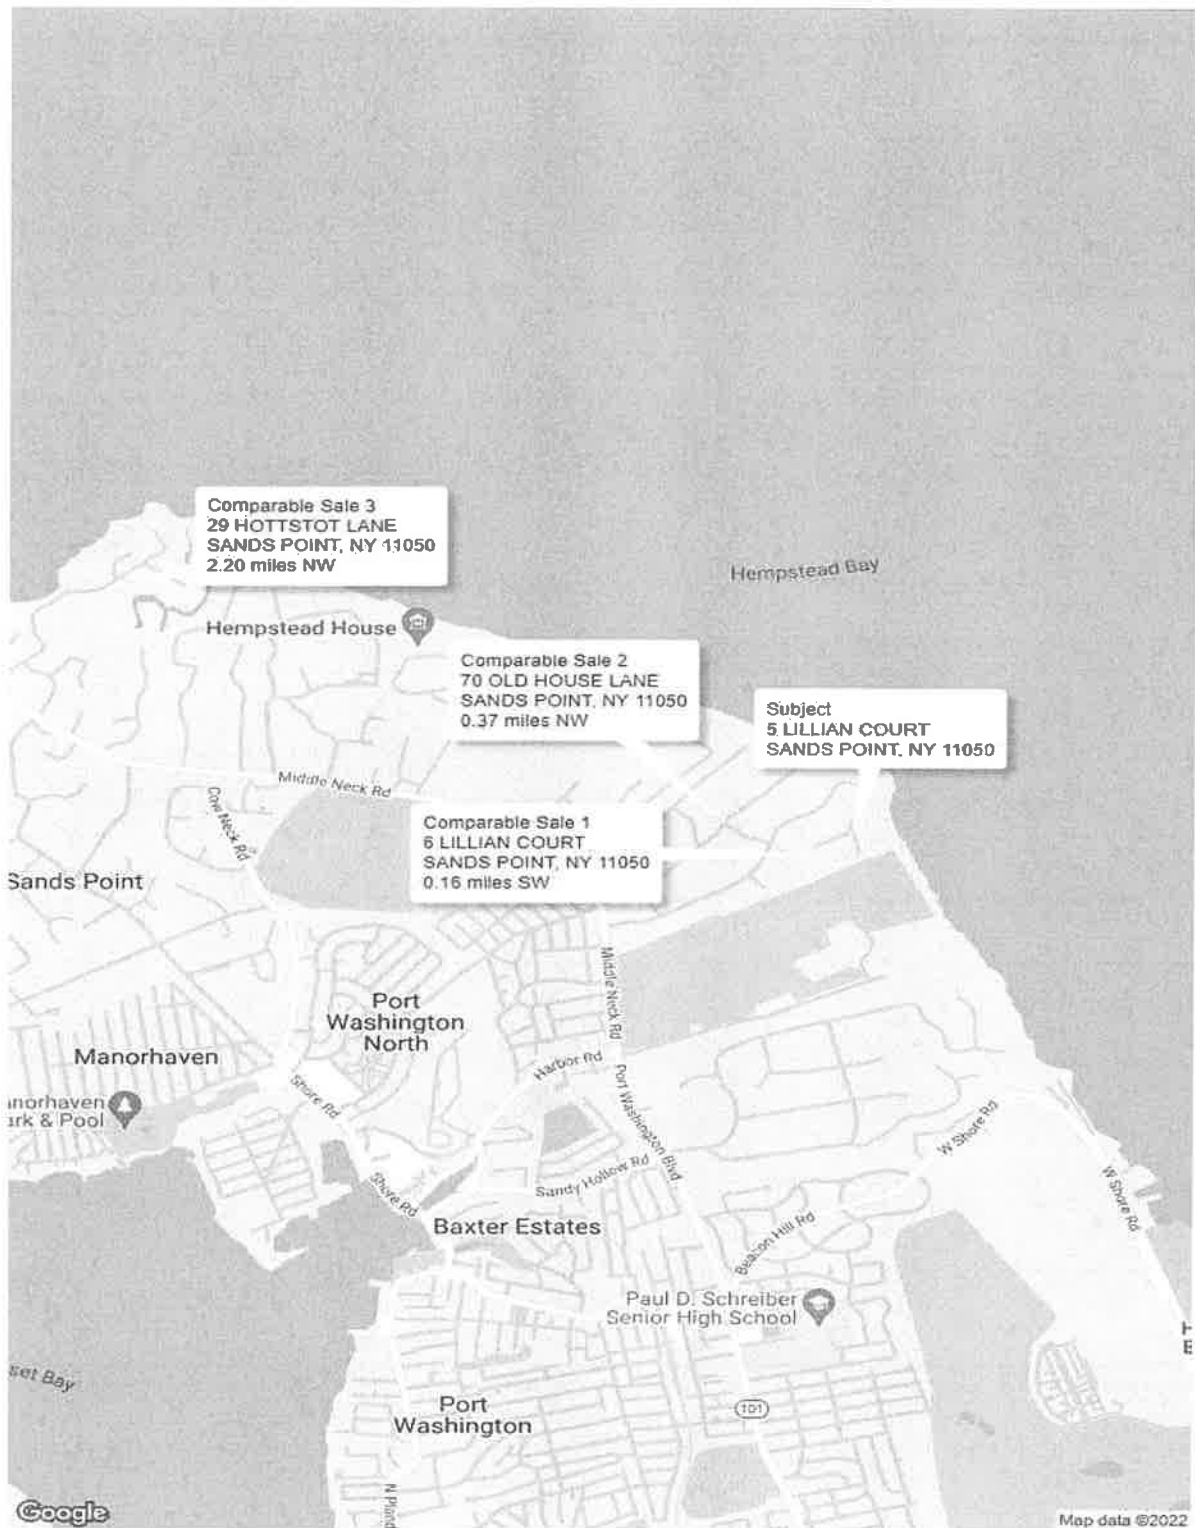 Comparable Sale 3
29 HOTTSTOT LANE
SANDS POINT, NY 11050
2.20 miles NW
Hempstead Bay
Hempstead House
Comparable Sale 2
70 OLD HOUSE LANE
SANDS POINT, NY 11050
0.37 miles NW
Subject
5 LILLIAN COURT
SANDS POINT, NY 11050
Middle Neck Rd
Cow Neck Rd
Comparable Sale 1
6 LILLIAN COURT
SANDS POINT, NY 11050
0.16 miles SW
Sands Point
Middle Neck Rd
Port
Washington
North
Manorhaven
Harbor Rd
Shore Rd
norhaven
ark & Pool
Port Washington Blvd
W Shore Rd
Sandy Hollow Rd
Shore Rd
W Shore Rd
Baxter Estates
Beacon Hill Rd
Paul D. Schreiber
Senior High School
set Bay
Port
Washington
101
N Pland
Google
Map data ©2022